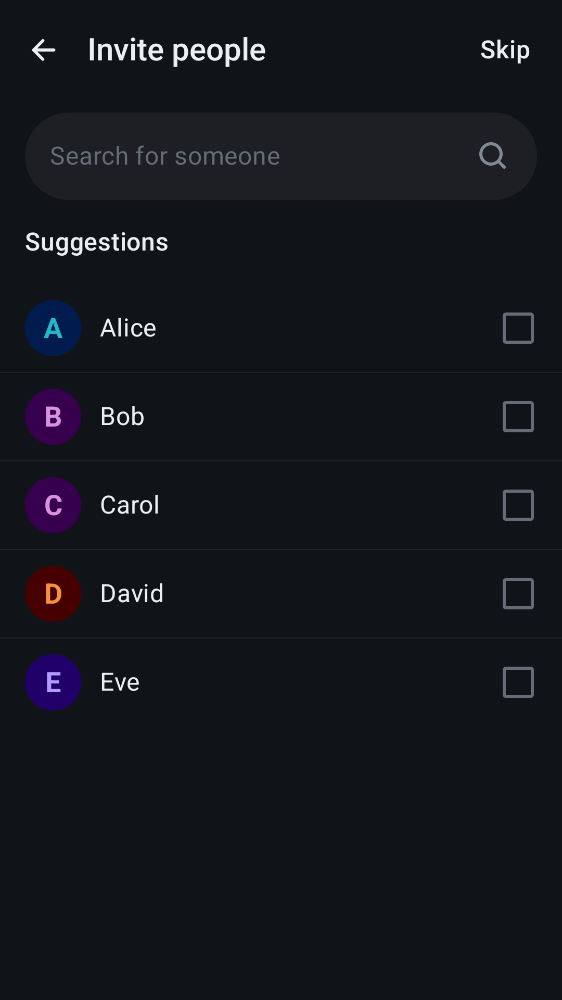 Invite people
Skip
Search for someone
Suggestions
A Alice
B Bob
C Carol
D David
E Eve